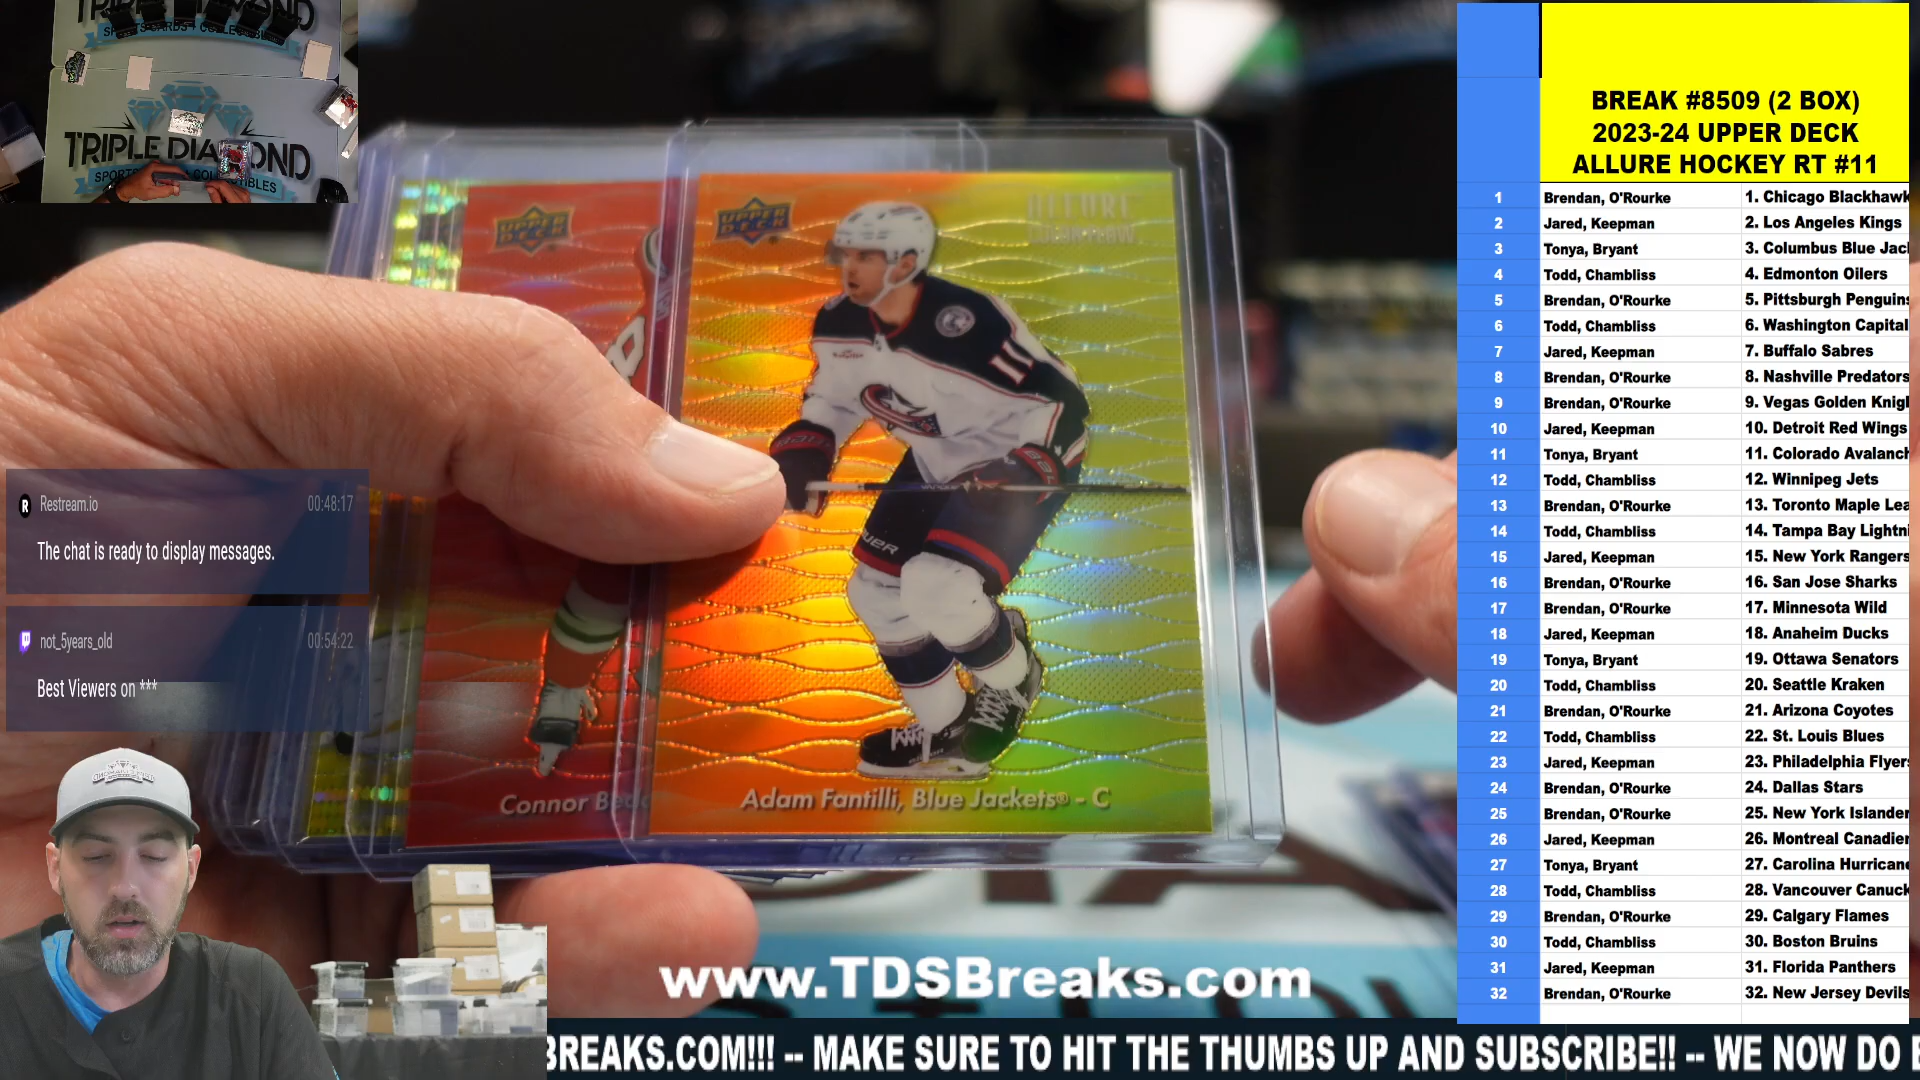 TRIPLE DIAMOND
SPORTS CARDS + COLLECTIBLES
TRIPLE DIAMOND
SPORTS COLLECTIBLES
UPPER DECK
UPPER DECK
ALLURE
COLOR FLOW
11
Connor Bed
Adam Fantilli, Blue Jackets® - C
Restream.io 00:48:17
The chat is ready to display messages.
not_5years_old 00:54:22
Best Viewers on ***
www.TDSBreaks.com
BREAKS.COM!!! -- MAKE SURE TO HIT THE THUMBS UP AND SUBSCRIBE!! -- WE NOW DO
BREAK #8509 (2 BOX)
2023-24 UPPER DECK
ALLURE HOCKEY RT #11
1 Brendan, O'Rourke 1. Chicago Blackhawk
2 Jared, Keepman 2. Los Angeles Kings
3 Tonya, Bryant 3. Columbus Blue Jac
4 Todd, Chambliss 4. Edmonton Oilers
5 Brendan, O'Rourke 5. Pittsburgh Penguins
6 Todd, Chambliss 6. Washington Capital
7 Jared, Keepman 7. Buffalo Sabres
8 Brendan, O'Rourke 8. Nashville Predators
9 Brendan, O'Rourke 9. Vegas Golden Knigh
10 Jared, Keepman 10. Detroit Red Wings
11 Tonya, Bryant 11. Colorado Avalanch
12 Todd, Chambliss 12. Winnipeg Jets
13 Brendan, O'Rourke 13. Toronto Maple Lea
14 Todd, Chambliss 14. Tampa Bay Lightni
15 Jared, Keepman 15. New York Rangers
16 Brendan, O'Rourke 16. San Jose Sharks
17 Brendan, O'Rourke 17. Minnesota Wild
18 Jared, Keepman 18. Anaheim Ducks
19 Tonya, Bryant 19. Ottawa Senators
20 Todd, Chambliss 20. Seattle Kraken
21 Brendan, O'Rourke 21. Arizona Coyotes
22 Todd, Chambliss 22. St. Louis Blues
23 Jared, Keepman 23. Philadelphia Flyers
24 Brendan, O'Rourke 24. Dallas Stars
25 Brendan, O'Rourke 25. New York Islander
26 Jared, Keepman 26. Montreal Canadien
27 Tonya, Bryant 27. Carolina Hurricane
28 Todd, Chambliss 28. Vancouver Canuck
29 Brendan, O'Rourke 29. Calgary Flames
30 Todd, Chambliss 30. Boston Bruins
31 Jared, Keepman 31. Florida Panthers
32 Brendan, O'Rourke 32. New Jersey Devils